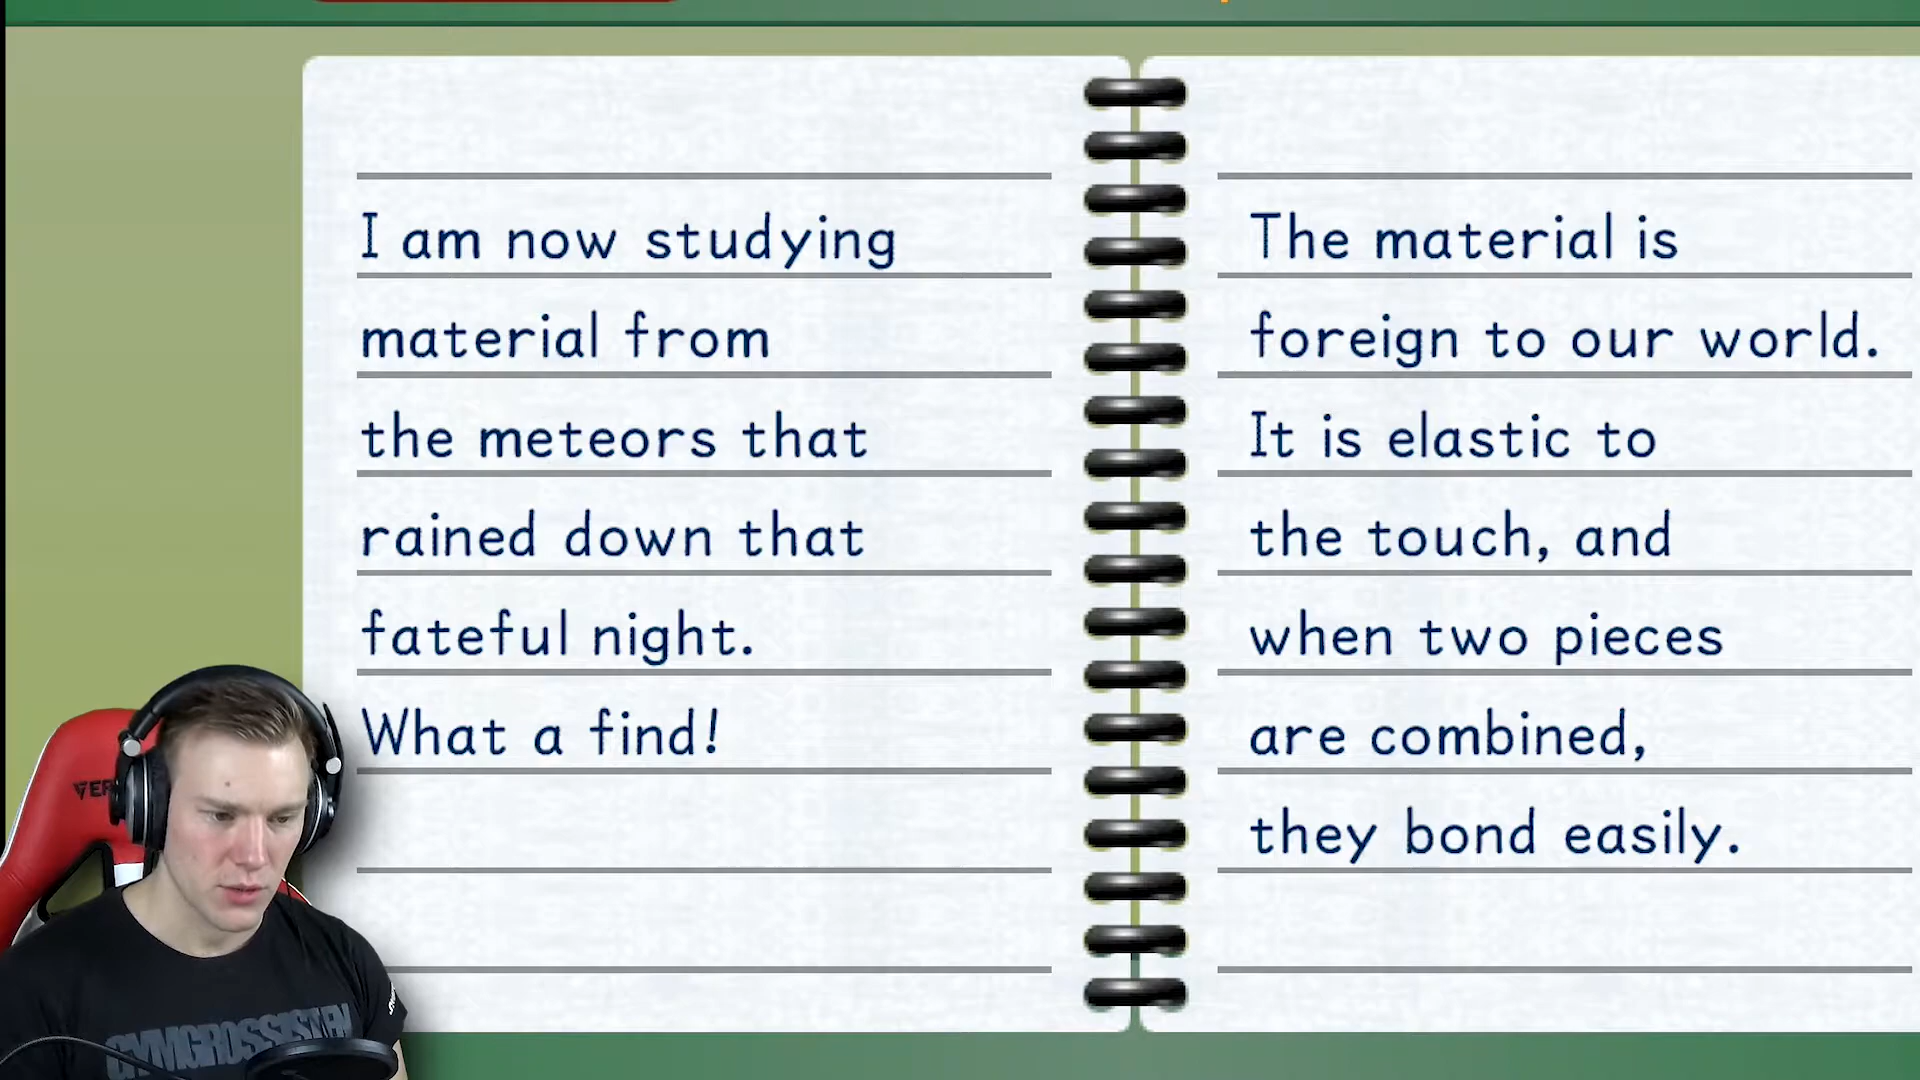 I am now studying
material from
the meteors that
rained down that
fateful night.
What a find!
The material is
foreign to our world.
It is elastic to
the touch, and
when two pieces
are combined,
they bond easily.
GYMGROSSISTEN